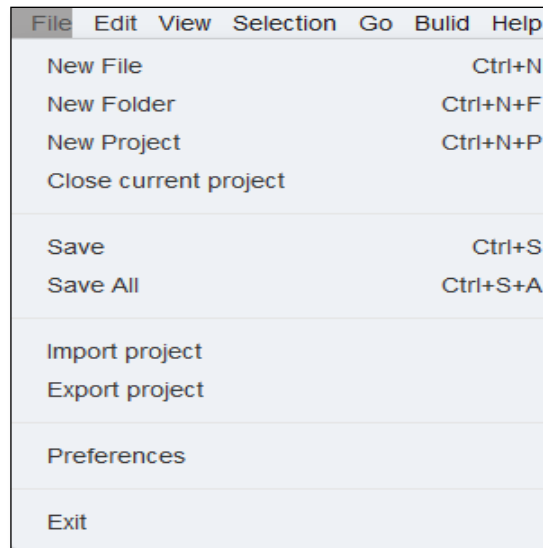 File Edit View Selection Go Bulid Help
New File Ctrl+N
New Folder Ctrl+N+F
New Project Ctrl+N+P
Close current project
Save Ctrl+S
Save All Ctrl+S+A
Import project
Export project
Preferences
Exit